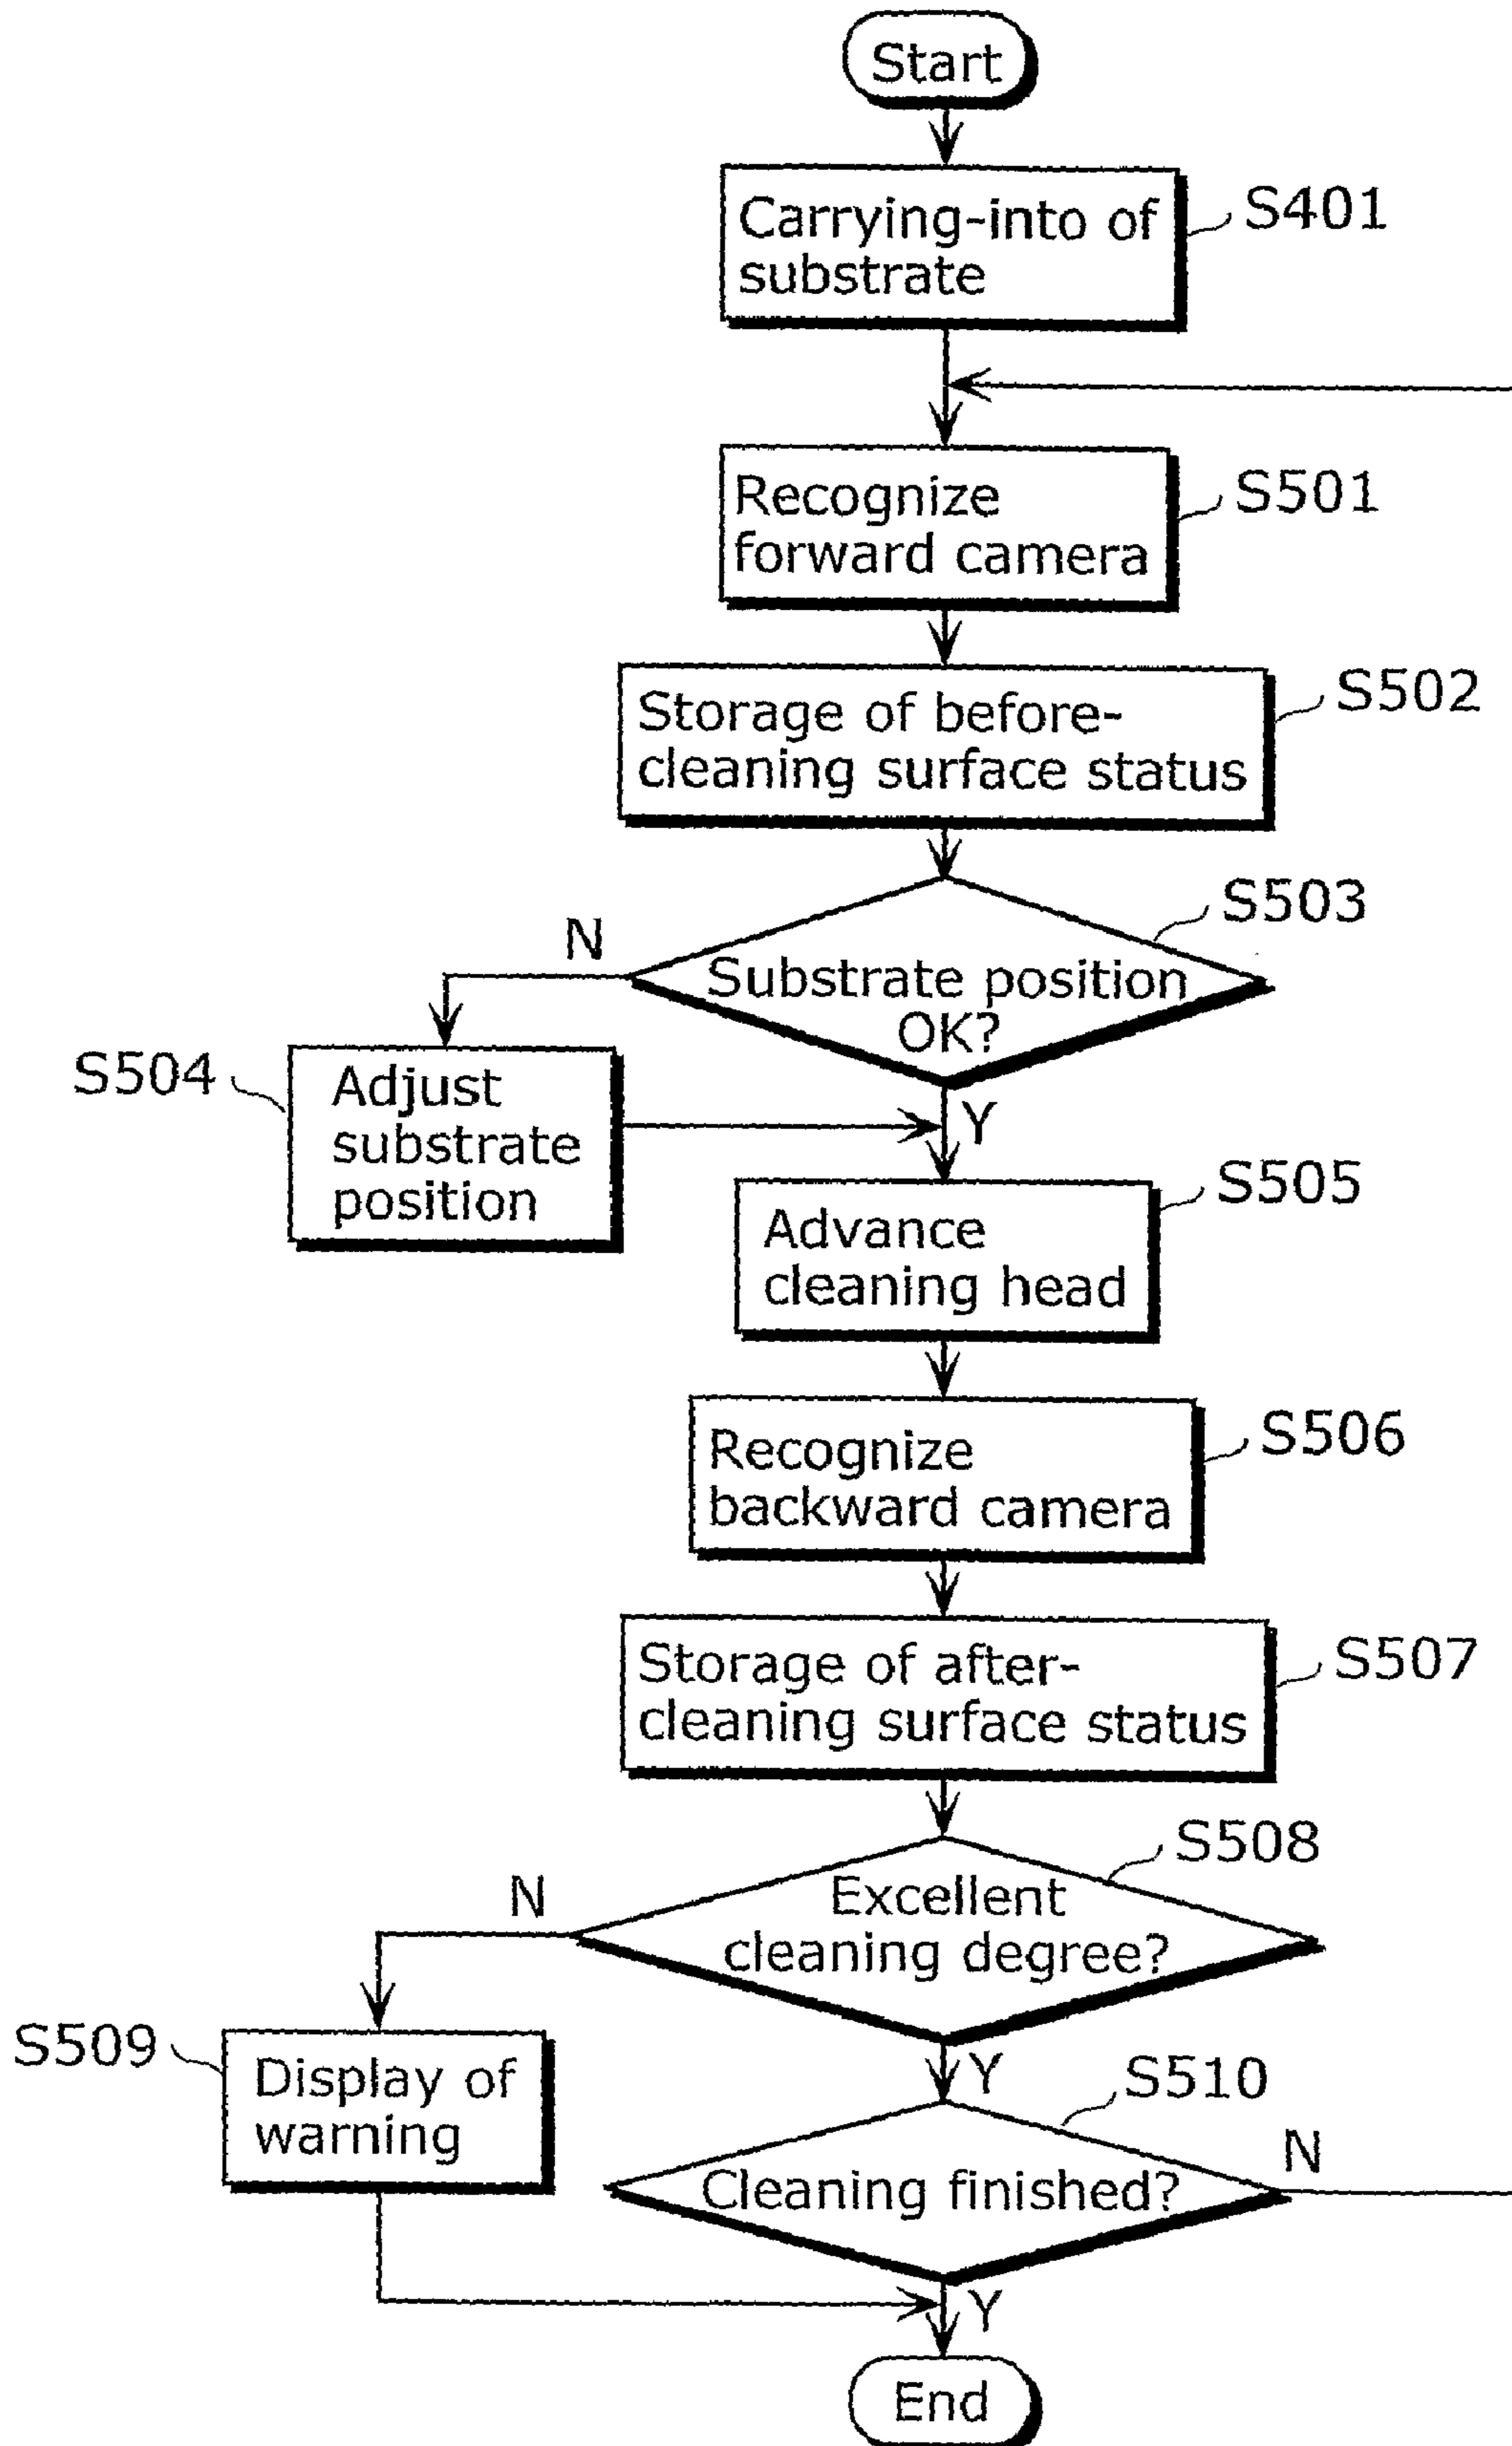 Start
Carrying-into of
substrate
S401
Recognize
forward camera
S501
Storage of before-
cleaning surface status
S502
Substrate position
OK?
S503
N
Y
Adjust
substrate
position
S504
Advance
cleaning head
S505
Recognize
backward camera
S506
Storage of after-
cleaning surface status
S507
Excellent
cleaning degree?
S508
N
Y
Display of
warning
S509
Cleaning finished?
S510
N
Y
End